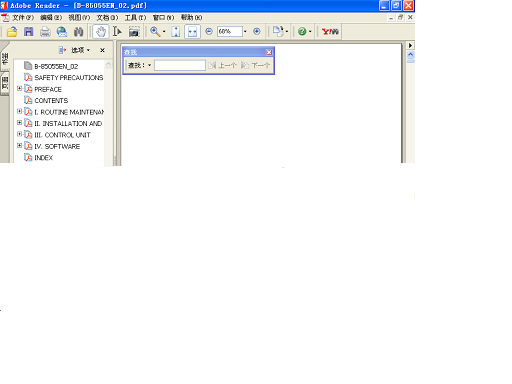 Adobe Reader - [B-85055EN_02.pdf]
文件(F) 编辑(E) 视图(V) 文档(D) 工具(T) 窗口(W) 帮助(H)
68%
Y!
选项
查找
查找: 上一个 下一个
B-85055EN_02
SAFETY PRECAUTIONS
PREFACE
CONTENTS
I. ROUTINE MAINTENAN
II. INSTALLATION AND
III. CONTROL UNIT
IV. SOFTWARE
INDEX